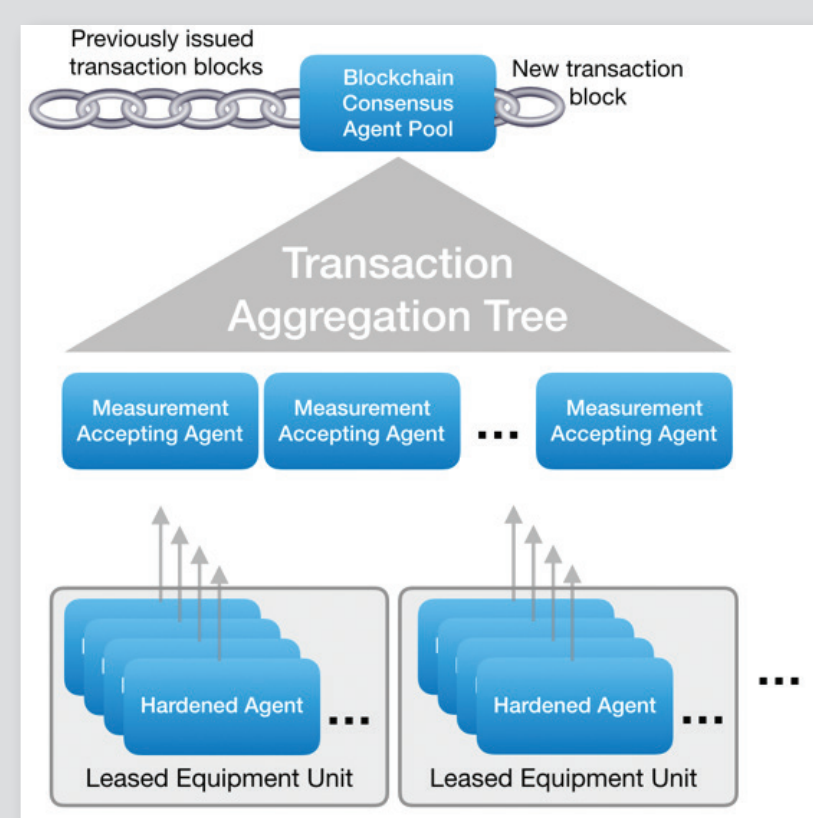 Previously issued
transaction blocks
Blockchain
Consensus
Agent Pool
New transaction
block
Transaction
Aggregation Tree
Measurement
Accepting Agent
Measurement
Accepting Agent
...
Measurement
Accepting Agent
Hardened Agent
...
Leased Equipment Unit
Hardened Agent
...
Leased Equipment Unit
...